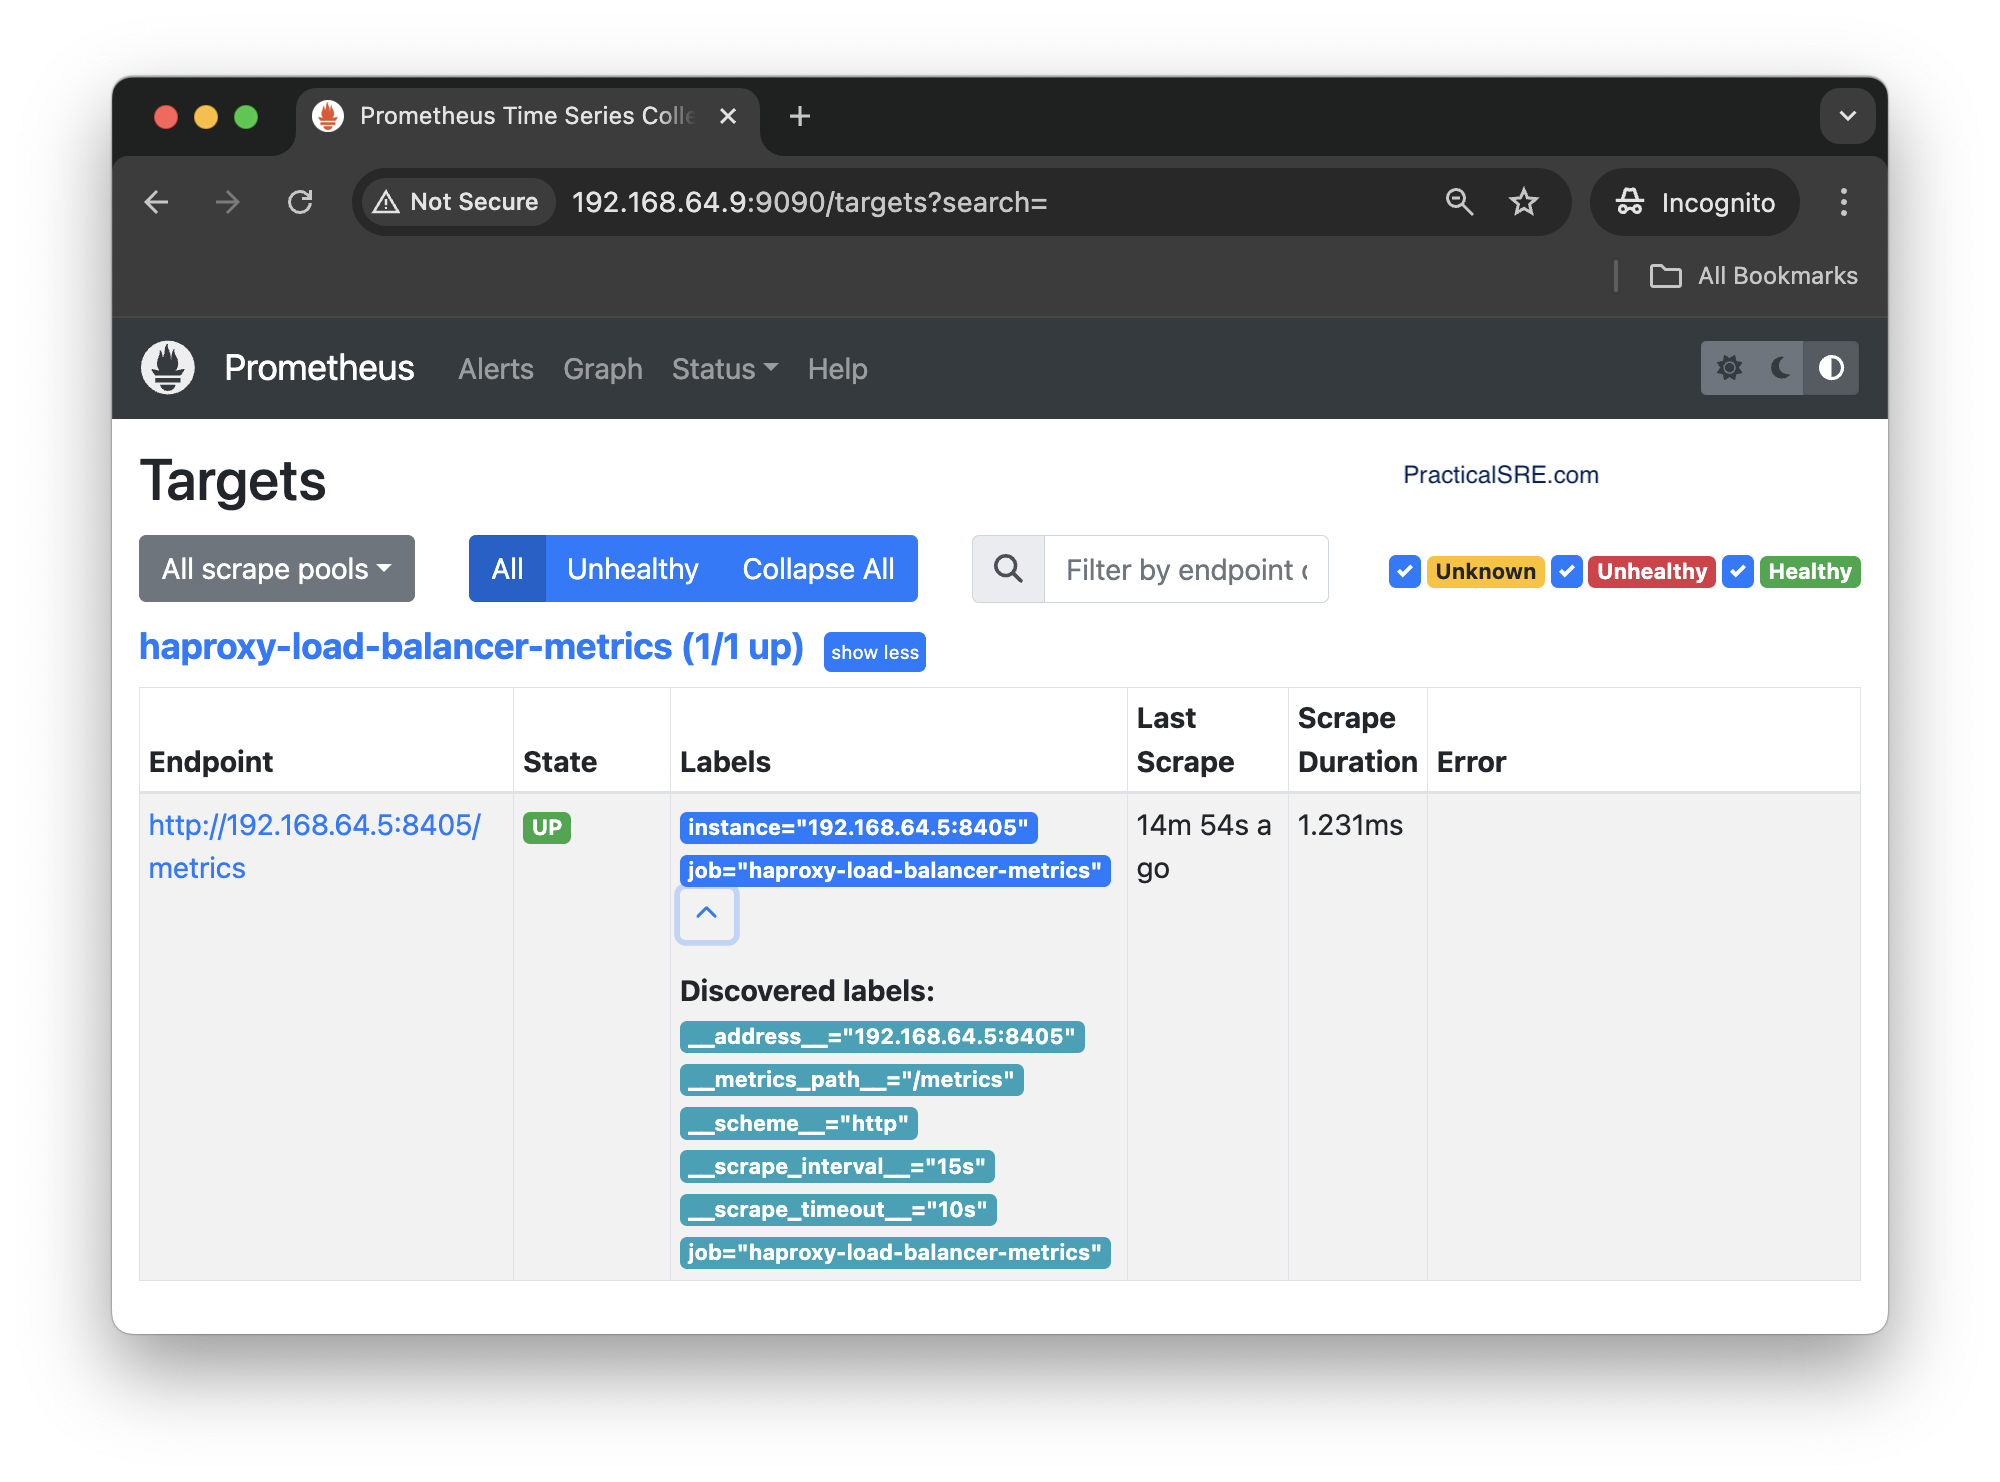 Prometheus Time Series Colle
Not Secure 192.168.64.9:9090/targets?search= Incognito
All Bookmarks
Prometheus Alerts Graph Status Help
Targets
PracticalSRE.com
All scrape pools All Unhealthy Collapse All Filter by endpoint o Unknown Unhealthy Healthy
haproxy-load-balancer-metrics (1/1 up) show less
Endpoint State Labels Last Scrape Scrape Duration Error
http://192.168.64.5:8405/
metrics
UP
instance="192.168.64.5:8405"
job="haproxy-load-balancer-metrics"
Discovered labels:
__address__="192.168.64.5:8405"
__metrics_path__="/metrics"
__scheme__="http"
__scrape_interval__="15s"
__scrape_timeout__="10s"
job="haproxy-load-balancer-metrics"
14m 54s a
go
1.231ms